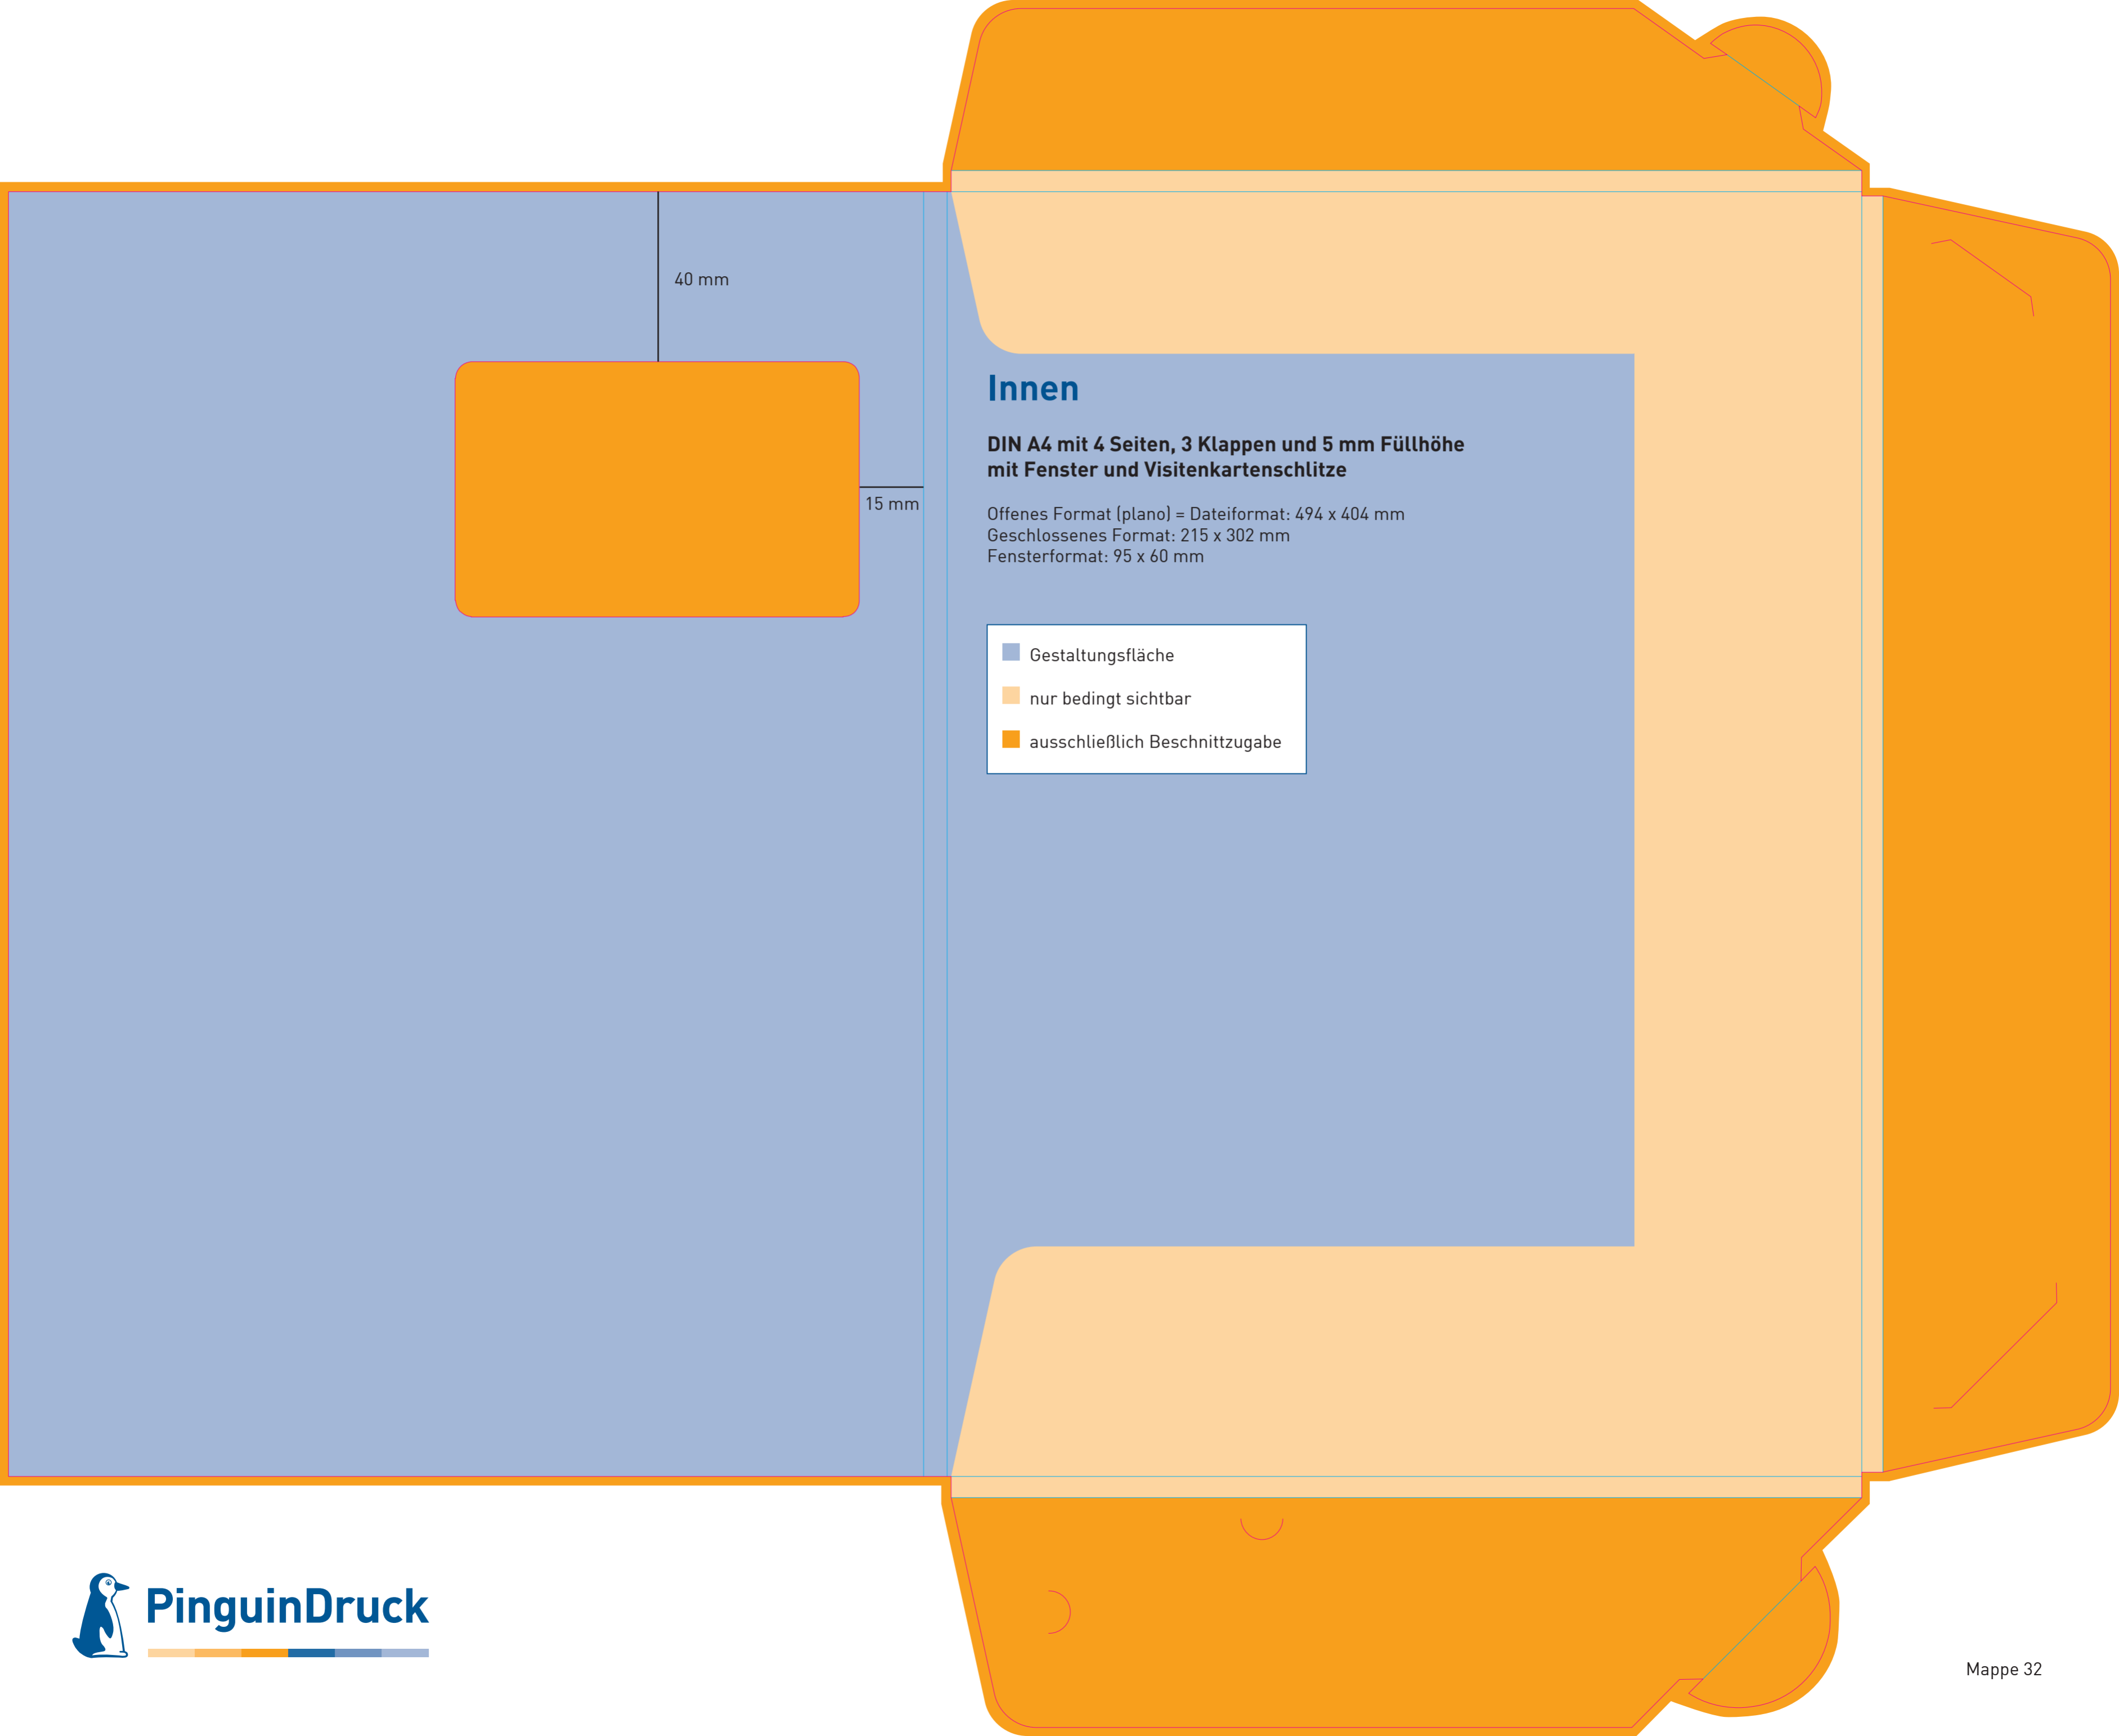 40 mm
15 mm
Innen
DIN A4 mit 4 Seiten, 3 Klappen und 5 mm Füllhöhe
mit Fenster und Visitenkartenschlitze
Offenes Format (plano) = Dateiformat: 494 x 404 mm
Geschlossenes Format: 215 x 302 mm
Fensterformat: 95 x 60 mm
Gestaltungsfläche
nur bedingt sichtbar
ausschließlich Beschnittzugabe
PinguinDruck
Mappe 32